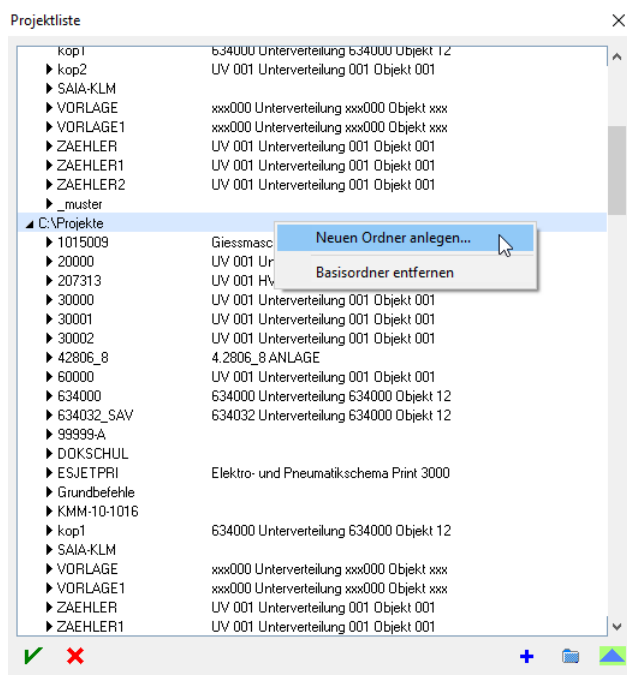 Projektliste
kop1 634000 Unterverteilung 634000 Objekt 12
kop2 UV 001 Unterverteilung 001 Objekt 001
SAIA-KLM
VORLAGE xxx000 Unterverteilung xxx000 Objekt xxx
VORLAGE1 xxx000 Unterverteilung xxx000 Objekt xxx
ZAEHLER UV 001 Unterverteilung 001 Objekt 001
ZAEHLER1 UV 001 Unterverteilung 001 Objekt 001
ZAEHLER2 UV 001 Unterverteilung 001 Objekt 001
_muster
C:\Projekte
Neuen Ordner anlegen...
1015009 Giessmasc
20000 UV 001 Un
Basisordner entfernen
207313 UV 001 HV
30000 UV 001 Unterverteilung 001 Objekt 001
30001 UV 001 Unterverteilung 001 Objekt 001
30002 UV 001 Unterverteilung 001 Objekt 001
42806_8 4.2806_8 ANLAGE
60000 UV 001 Unterverteilung 001 Objekt 001
634000 634000 Unterverteilung 634000 Objekt 12
634032_SAV 634032 Unterverteilung 634000 Objekt 12
99999-A
DOKSCHUL
ESJETPRI Elektro- und Pneumatikschema Print 3000
Grundbefehle
KMM-10-1016
kop1 634000 Unterverteilung 634000 Objekt 12
SAIA-KLM
VORLAGE xxx000 Unterverteilung xxx000 Objekt xxx
VORLAGE1 xxx000 Unterverteilung xxx000 Objekt xxx
ZAEHLER UV 001 Unterverteilung 001 Objekt 001
ZAEHLER1 UV 001 Unterverteilung 001 Objekt 001